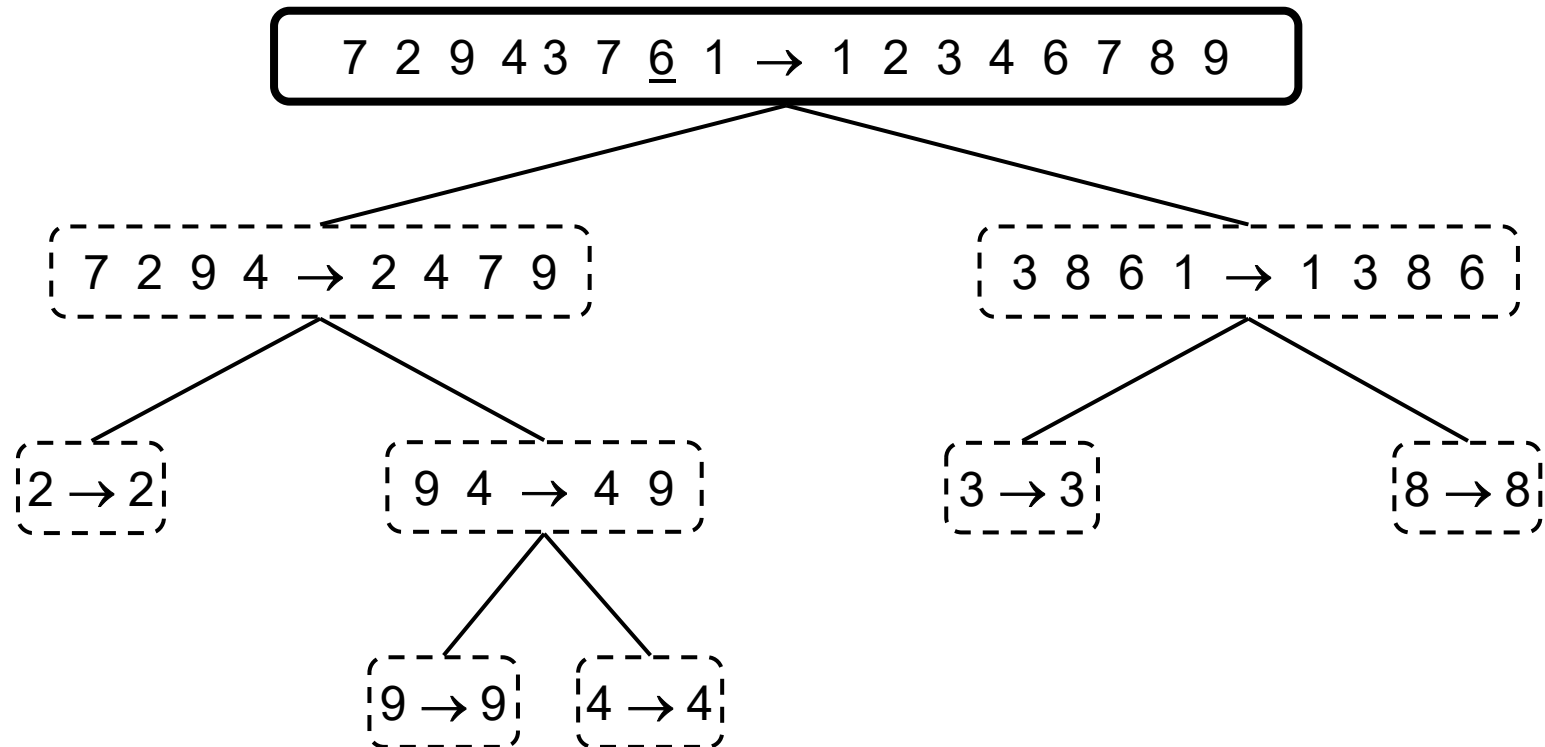 7 2 9 4 3 7 6 1 → 1 2 3 4 6 7 8 9
7 2 9 4 → 2 4 7 9
3 8 6 1 → 1 3 8 6
2 → 2
9 4 → 4 9
3 → 3
8 → 8
9 → 9
4 → 4